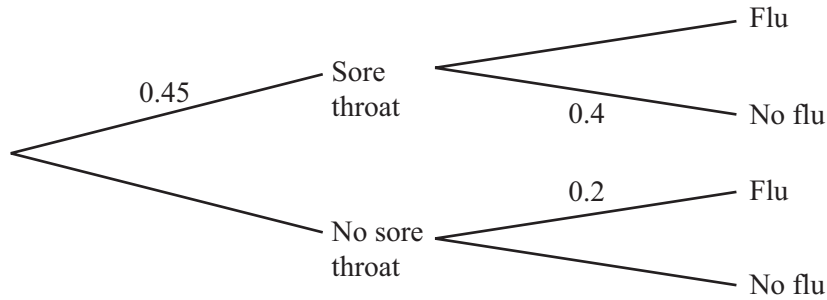 Flu
0.45
Sore
throat
0.4
No flu
0.2
Flu
No sore
throat
No flu